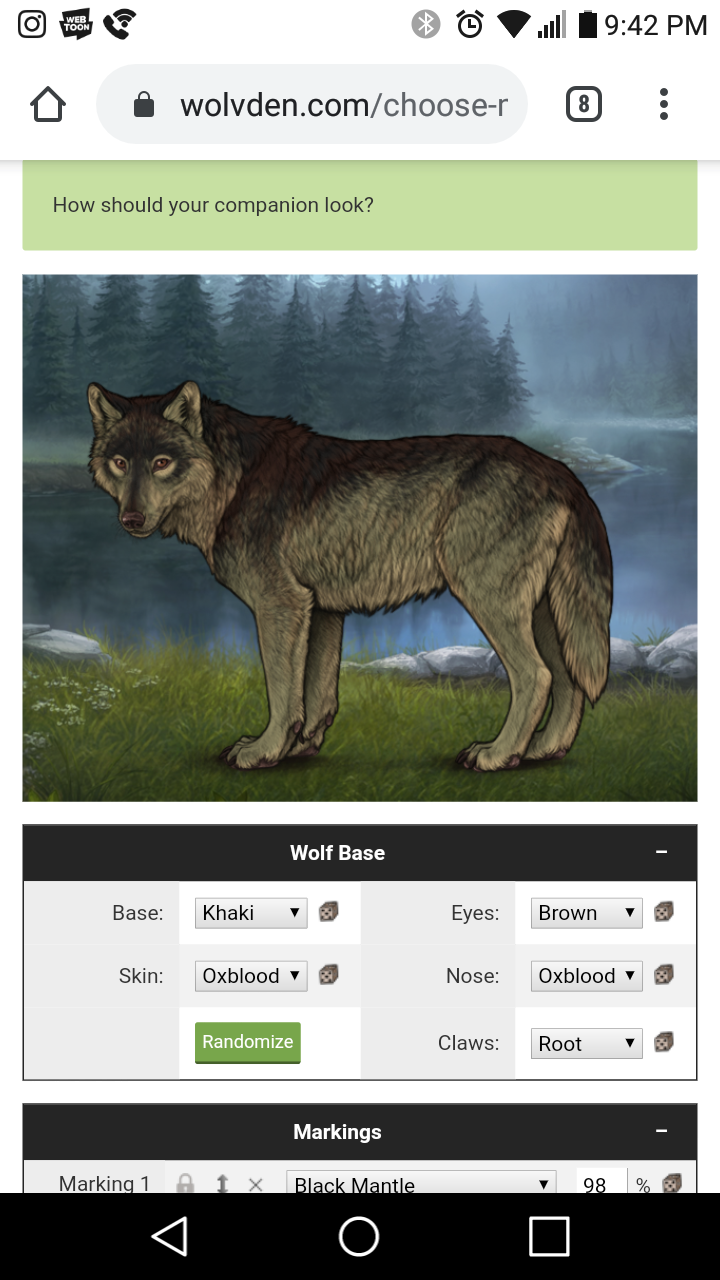 WEB
TOON
9:42 PM
wolvden.com/choose-r
8
How should your companion look?
Wolf Base −
Base: Khaki Eyes: Brown
Skin: Oxblood Nose: Oxblood
Randomize Claws: Root
Markings −
Marking 1 Black Mantle 98 %